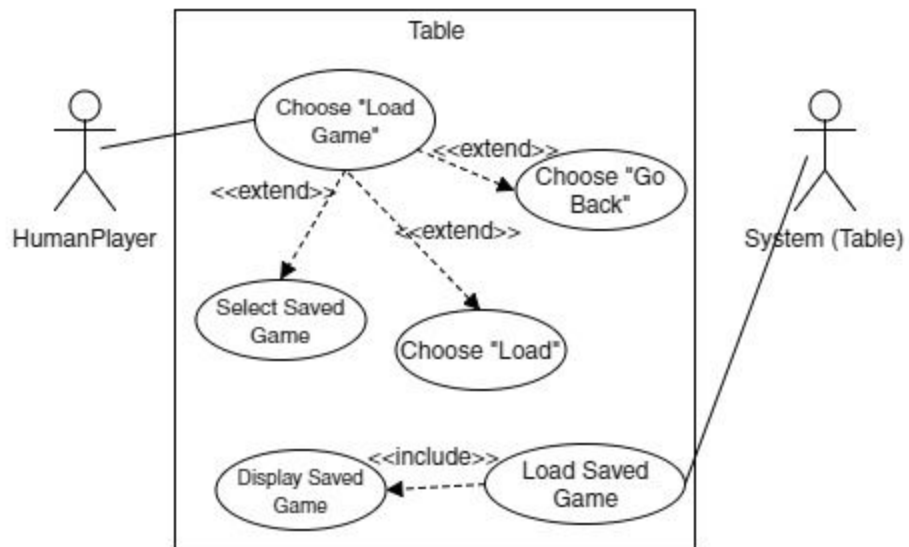 Table
Choose "Load
Game"
<<extend>>
Choose "Go
Back"
<<extend>>
<<extend>>
HumanPlayer
System (Table)
Select Saved
Game
Choose "Load"
<<include>>
Display Saved
Game
Load Saved
Game